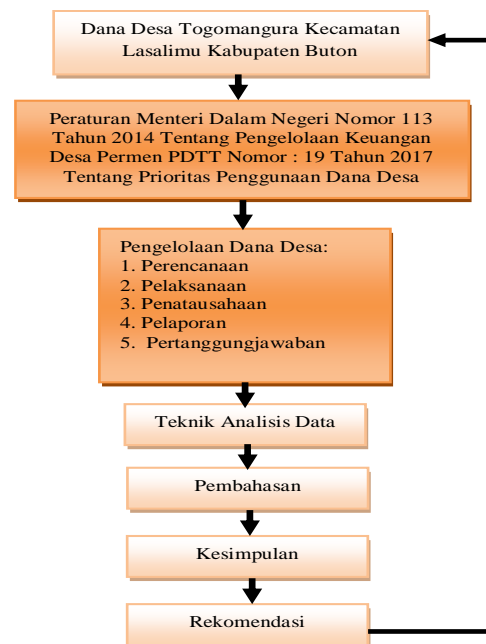 Dana Desa Togomangura Kecamatan
Lasalimu Kabupaten Buton
Peraturan Menteri Dalam Negeri Nomor 113
Tahun 2014 Tentang Pengelolaan Keuangan
Desa Permen PDTT Nomor : 19 Tahun 2017
Tentang Prioritas Penggunaan Dana Desa
Pengelolaan Dana Desa:
1. Perencanaan
2. Pelaksanaan
3. Penatausahaan
4. Pelaporan
5. Pertanggungjawaban
Teknik Analisis Data
Pembahasan
Kesimpulan
Rekomendasi